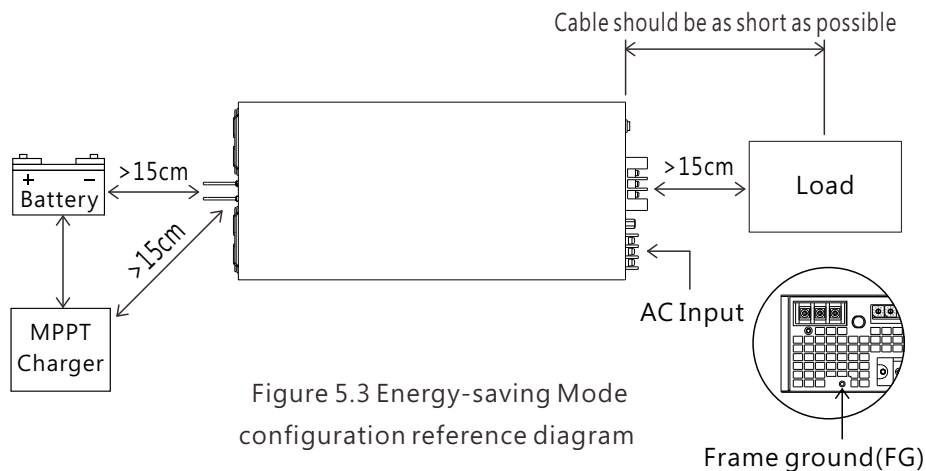 Cable should be as short as possible
>15cm
+ −
Battery
>15cm
>15cm
Load
MPPT
Charger
AC Input
Figure 5.3 Energy-saving Mode
configuration reference diagram
Frame ground(FG)